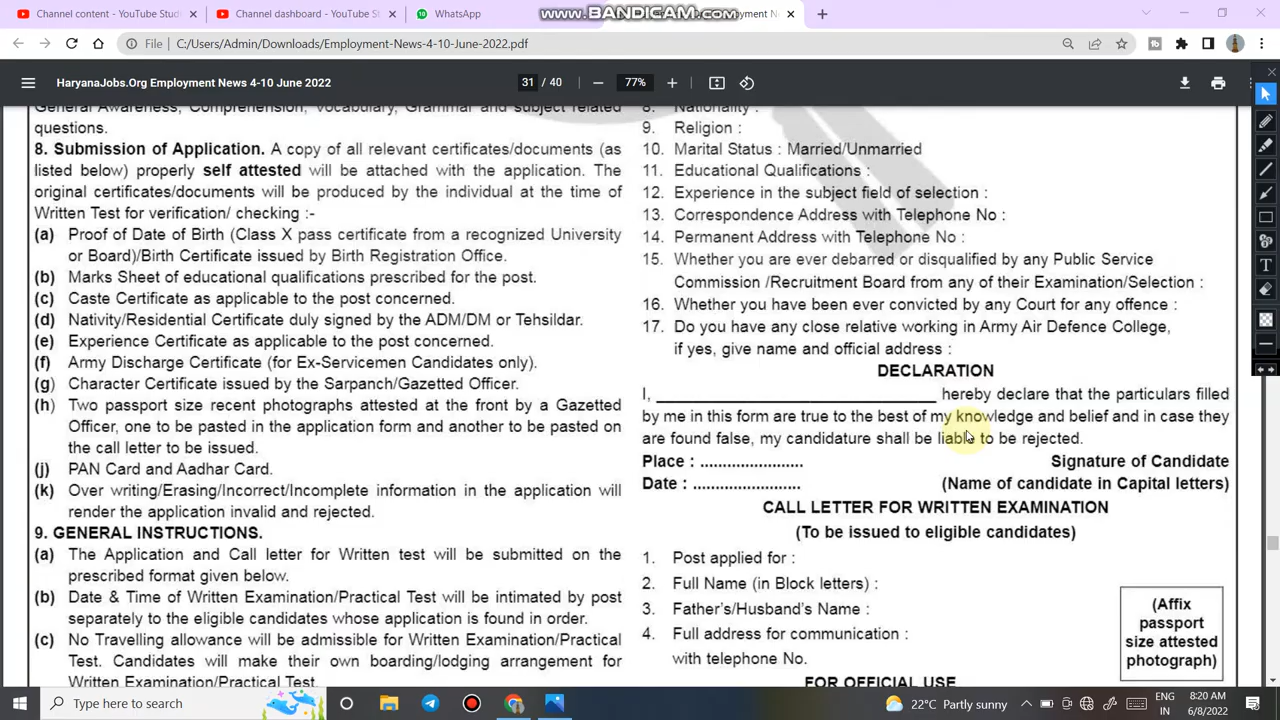 Channel content - YouTube Stud
Channel dashboard - YouTube St
WhatsApp
www.BANDICAM.com
loyment N
File
C:/Users/Admin/Downloads/Employment-News-4-10-June-2022.pdf
HaryanaJobs.Org Employment News 4-10 June 2022
31 / 40
77%
General Awareness, Comprehension, Vocabulary, Grammar and subject related
questions.
8. Submission of Application. A copy of all relevant certificates/documents (as
listed below) properly self attested will be attached with the application. The
original certificates/documents will be produced by the individual at the time of
Written Test for verification/ checking :-
(a) Proof of Date of Birth (Class X pass certificate from a recognized University
or Board)/Birth Certificate issued by Birth Registration Office.
(b) Marks Sheet of educational qualifications prescribed for the post.
(c) Caste Certificate as applicable to the post concerned.
(d) Nativity/Residential Certificate duly signed by the ADM/DM or Tehsildar.
(e) Experience Certificate as applicable to the post concerned.
(f) Army Discharge Certificate (for Ex-Servicemen Candidates only).
(g) Character Certificate issued by the Sarpanch/Gazetted Officer.
(h) Two passport size recent photographs attested at the front by a Gazetted
Officer, one to be pasted in the application form and another to be pasted on
the call letter to be issued.
(j) PAN Card and Aadhar Card.
(k) Over writing/Erasing/Incorrect/Incomplete information in the application will
render the application invalid and rejected.
9. GENERAL INSTRUCTIONS.
(a) The Application and Call letter for Written test will be submitted on the
prescribed format given below.
(b) Date & Time of Written Examination/Practical Test will be intimated by post
separately to the eligible candidates whose application is found in order.
(c) No Travelling allowance will be admissible for Written Examination/Practical
Test. Candidates will make their own boarding/lodging arrangement for
Written Examination/Practical Test.
8. Nationality :
9. Religion :
10. Marital Status : Married/Unmarried
11. Educational Qualifications :
12. Experience in the subject field of selection :
13. Correspondence Address with Telephone No :
14. Permanent Address with Telephone No :
15. Whether you are ever debarred or disqualified by any Public Service
Commission /Recruitment Board from any of their Examination/Selection :
16. Whether you have been ever convicted by any Court for any offence :
17. Do you have any close relative working in Army Air Defence College,
if yes, give name and official address :
DECLARATION
I, ______________________________ hereby declare that the particulars filled
by me in this form are true to the best of my knowledge and belief and in case they
are found false, my candidature shall be liable to be rejected.
Place : ....................... Signature of Candidate
Date : ........................ (Name of candidate in Capital letters)
CALL LETTER FOR WRITTEN EXAMINATION
(To be issued to eligible candidates)
1. Post applied for :
2. Full Name (in Block letters) :
3. Father's/Husband's Name :
4. Full address for communication :
with telephone No.
(Affix
passport
size attested
photograph)
FOR OFFICIAL USE
Type here to search
22°C Partly sunny
ENG
IN
8:20 AM
6/8/2022